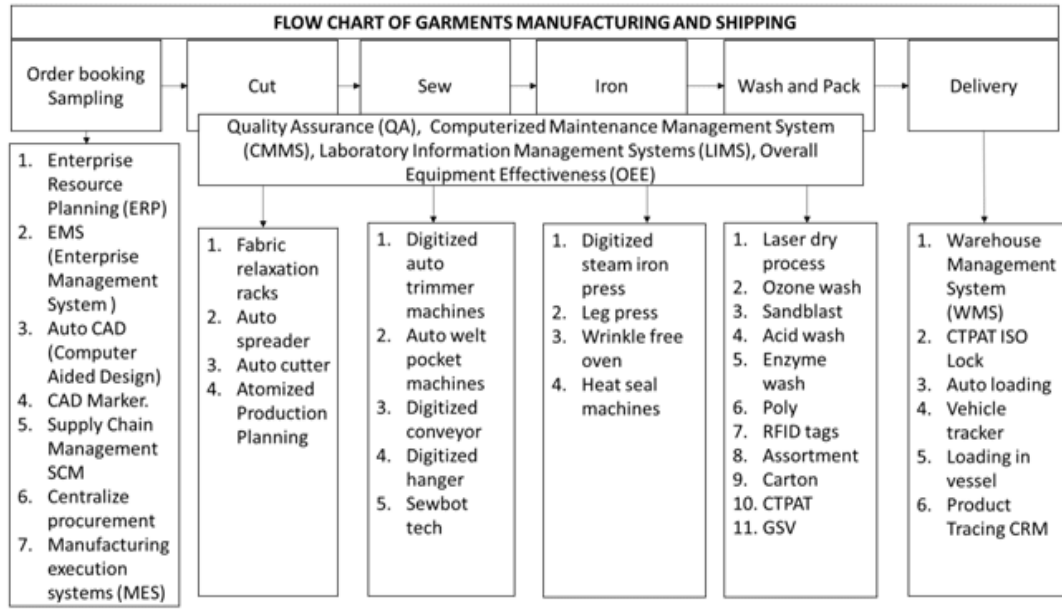 FLOW CHART OF GARMENTS MANUFACTURING AND SHIPPING
Order booking
Sampling
Cut
Sew
Iron
Wash and Pack
Delivery
Quality Assurance (QA), Computerized Maintenance Management System
(CMMS), Laboratory Information Management Systems (LIMS), Overall
Equipment Effectiveness (OEE)
1. Enterprise
Resource
Planning (ERP)
2. EMS
(Enterprise
Management
System )
3. Auto CAD
(Computer
Aided Design)
4. CAD Marker.
5. Supply Chain
Management
SCM
6. Centralize
procurement
7. Manufacturing
execution
systems (MES)
1. Fabric
relaxation
racks
2. Auto
spreader
3. Auto cutter
4. Atomized
Production
Planning
1. Digitized
auto
trimmer
machines
2. Auto welt
pocket
machines
3. Digitized
conveyor
4. Digitized
hanger
5. Sewbot
tech
1. Digitized
steam iron
press
2. Leg press
3. Wrinkle free
oven
4. Heat seal
machines
1. Laser dry
process
2. Ozone wash
3. Sandblast
4. Acid wash
5. Enzyme
wash
6. Poly
7. RFID tags
8. Assortment
9. Carton
10. CTPAT
11. GSV
1. Warehouse
Management
System
(WMS)
2. CTPAT ISO
Lock
3. Auto loading
4. Vehicle
tracker
5. Loading in
vessel
6. Product
Tracing CRM